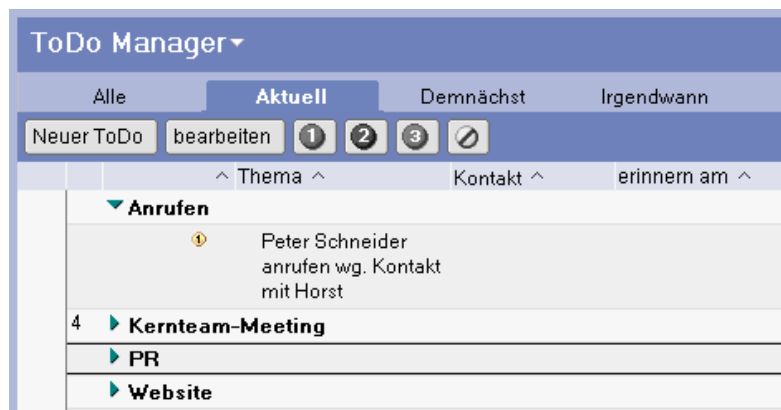 ToDo Manager
Alle Aktuell Demnächst Irgendwann
Neuer ToDo bearbeiten 1 2 3
Thema Kontakt erinnern am
Anrufen
1 Peter Schneider
anrufen wg. Kontakt
mit Horst
4 Kernteam-Meeting
PR
Website